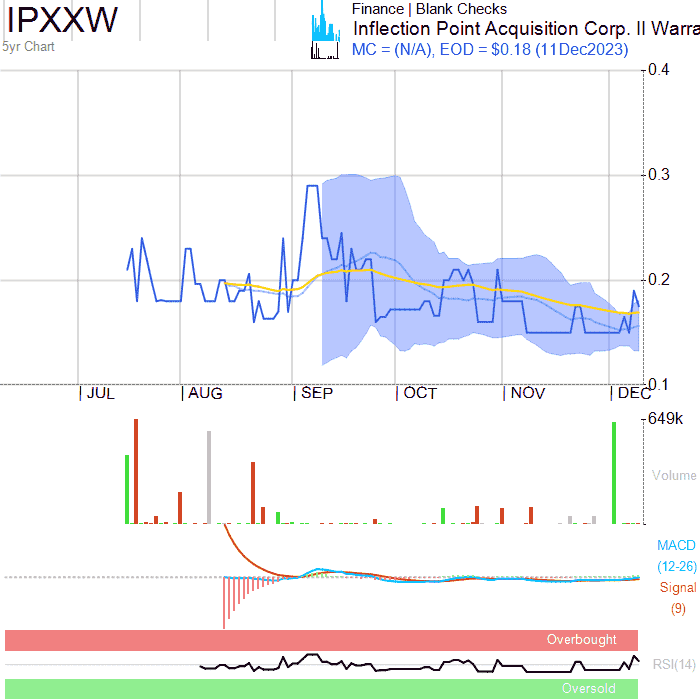 IPXXW
5yr Chart
Finance | Blank Checks
Inflection Point Acquisition Corp. II Warra
MC = (N/A), EOD = $0.18 (11Dec2023)
0.4
0.3
0.2
0.1
JUL AUG SEP OCT NOV DEC
649k
Volume
MACD
(12-26)
Signal
(9)
Overbought
RSI(14)
Oversold